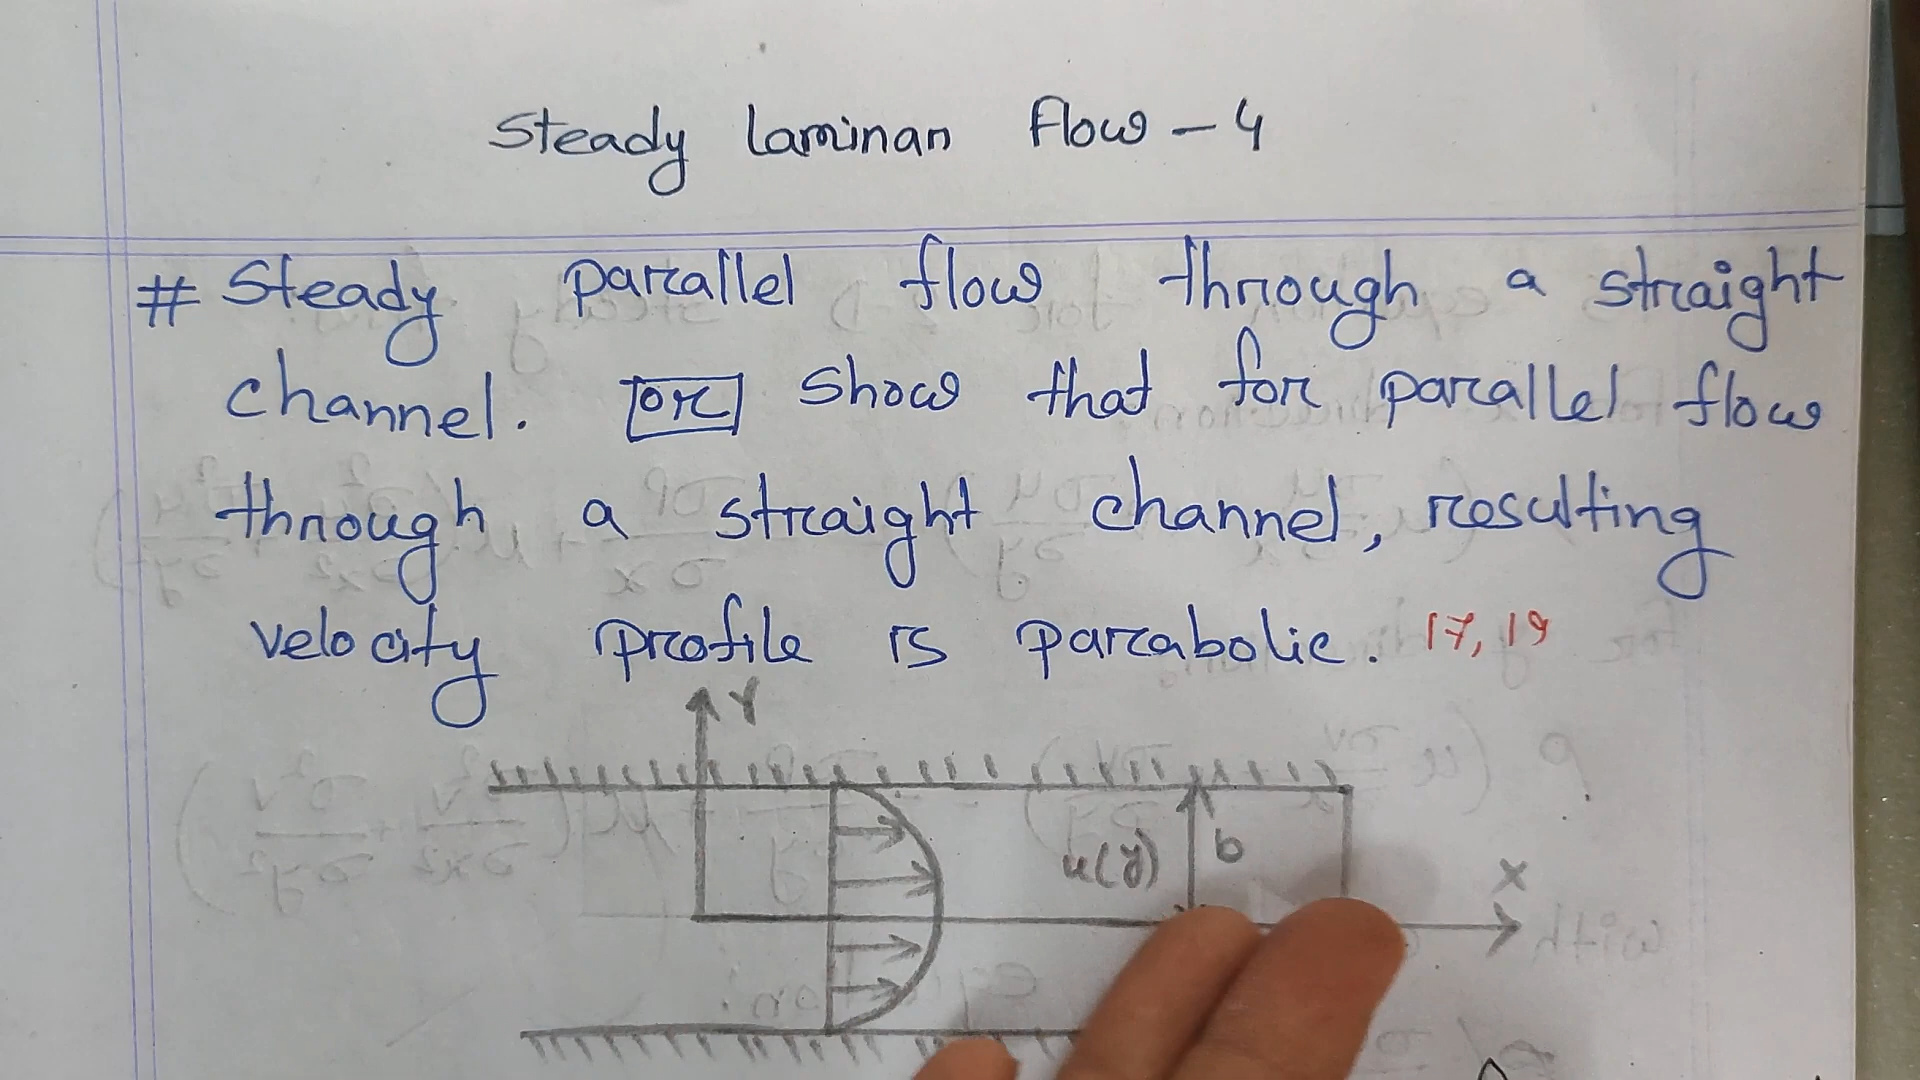 Steady laminan flow - 4
# Steady parallel flow through a straight
channel. or show that for parallel flow
through a straight channel, resulting
velocity profile is parabolic. 17, 19
Y
u(y) b
X